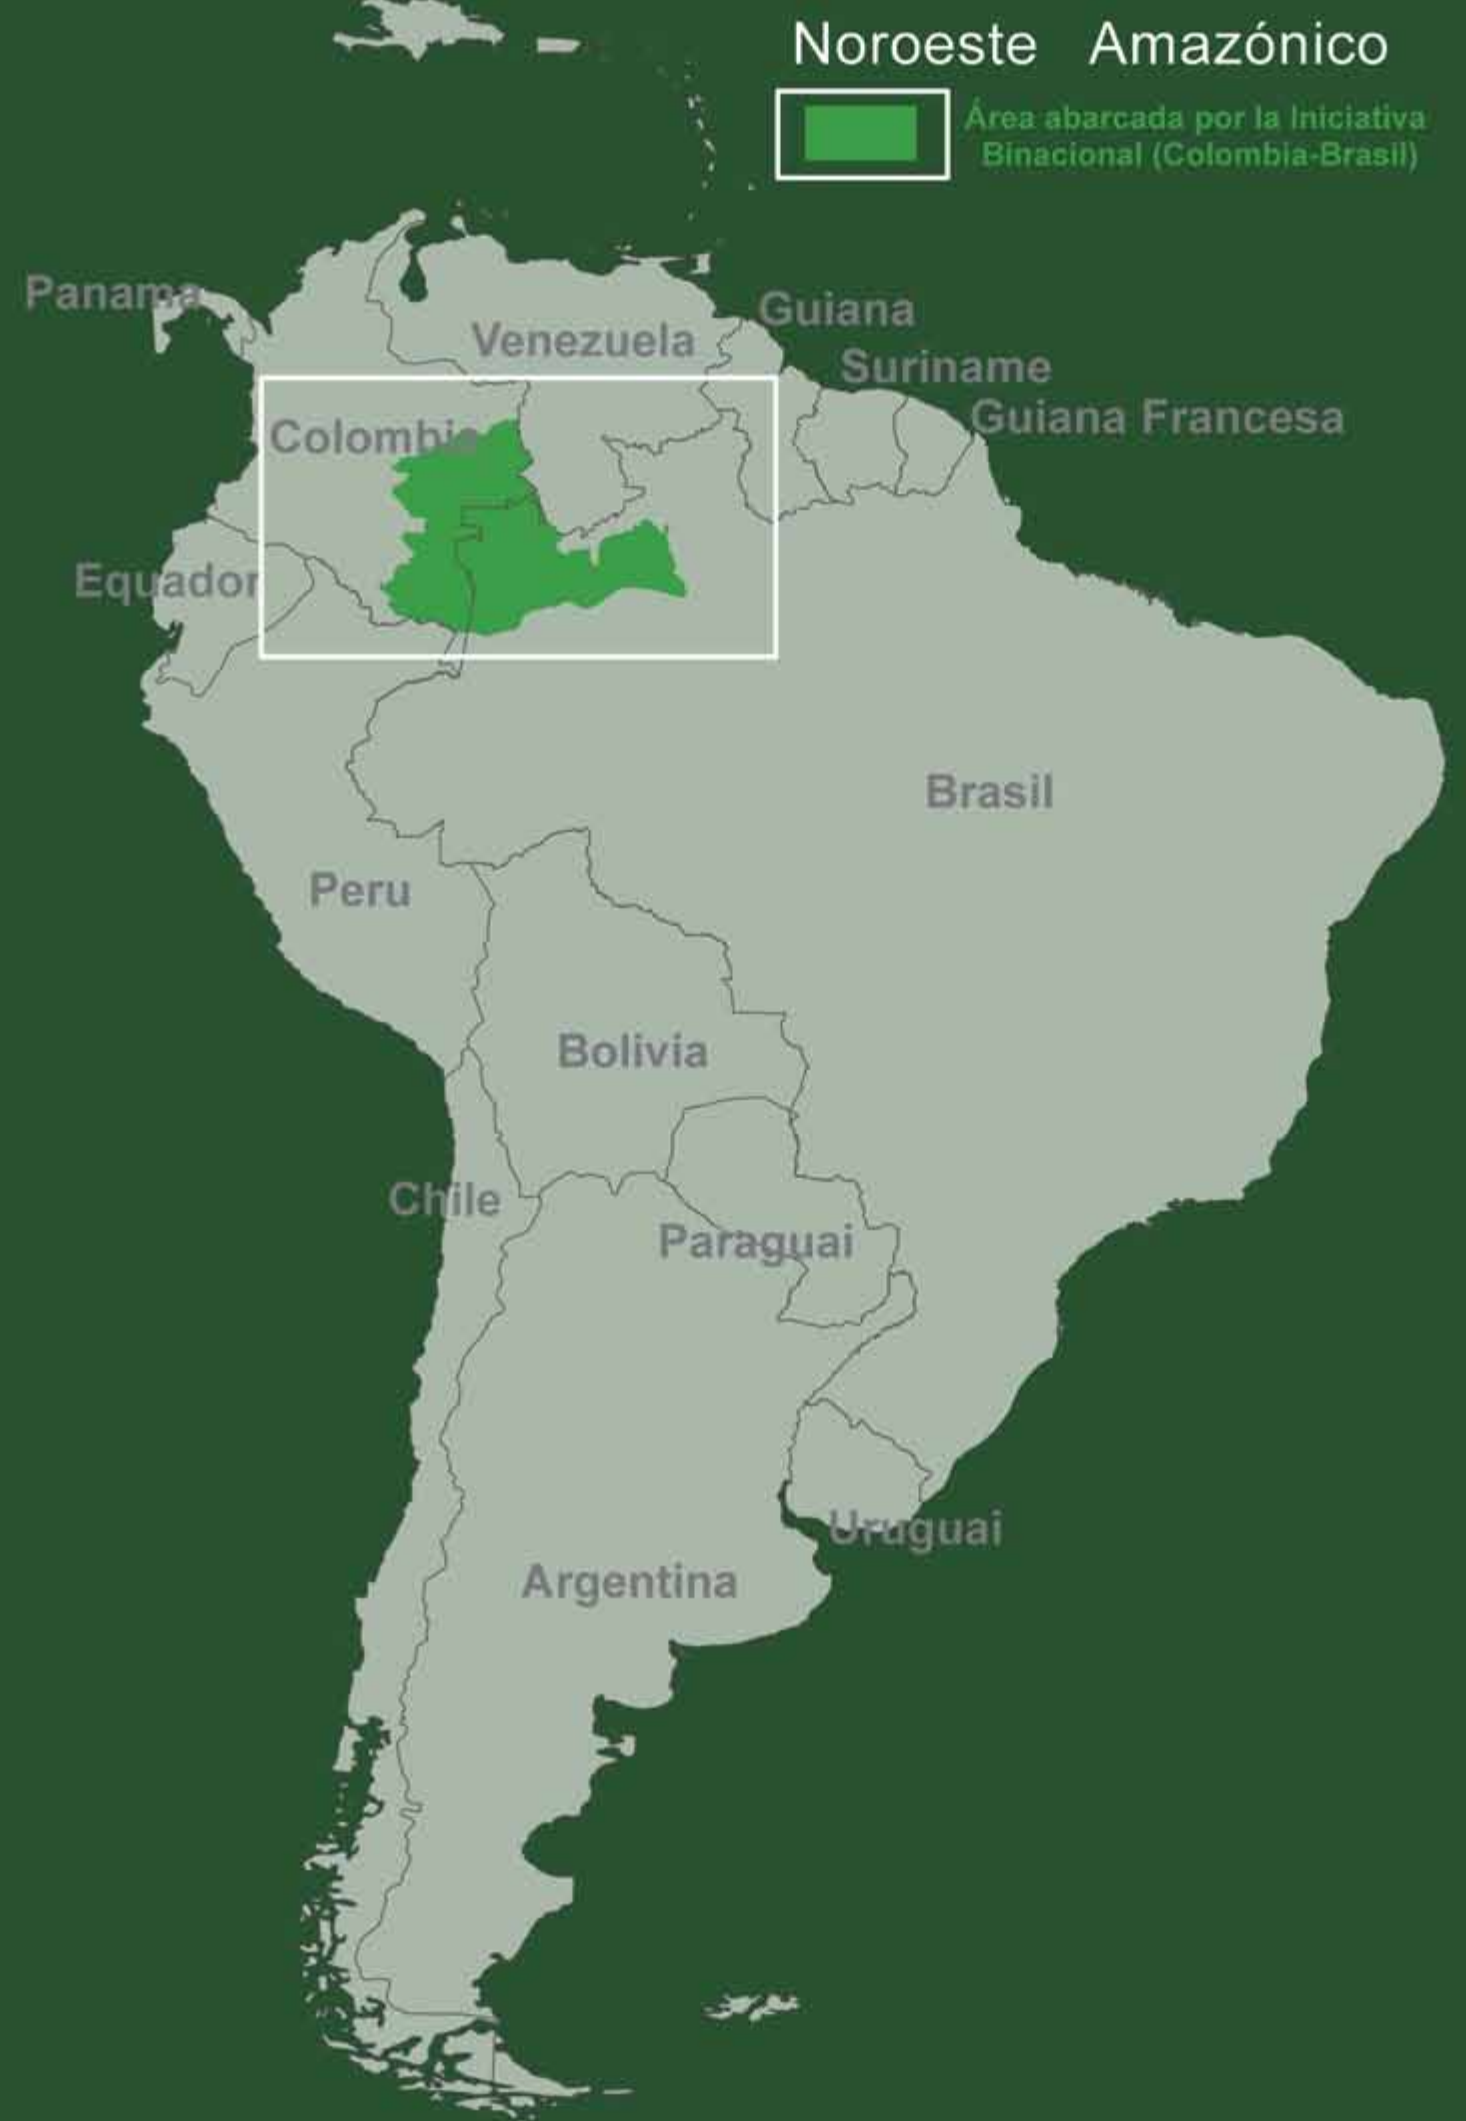 Noroeste Amazónico
Área abarcada por la Iniciativa
Binacional (Colombia-Brasil)
Panama
Venezuela
Guiana
Suriname
Guiana Francesa
Colombia
Equador
Brasil
Peru
Bolivia
Chile
Paraguai
Uruguai
Argentina